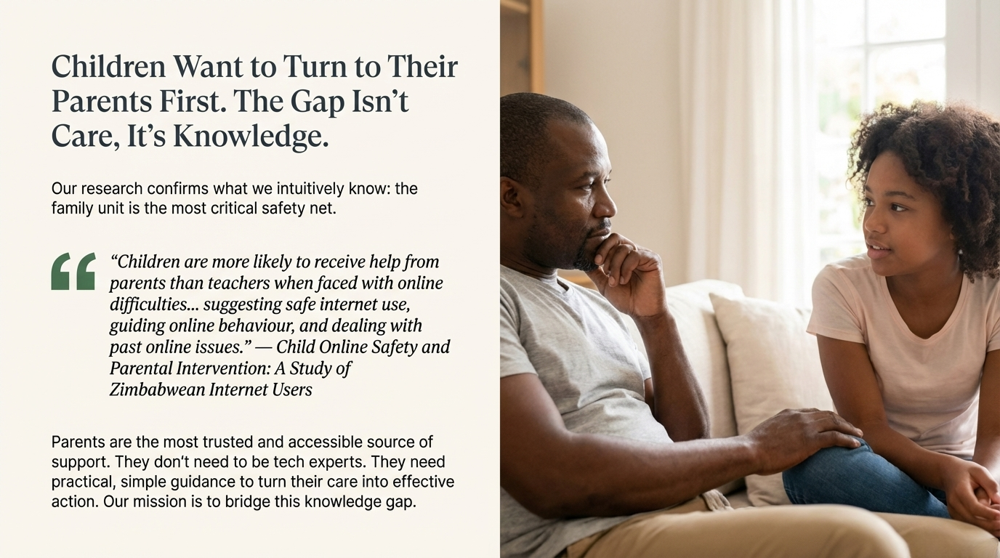 Children Want to Turn to Their
Parents First. The Gap Isn’t
Care, It’s Knowledge.
Our research confirms what we intuitively know: the
family unit is the most critical safety net.
“Children are more likely to receive help from
parents than teachers when faced with online
difficulties... suggesting safe internet use,
guiding online behaviour, and dealing with
past online issues.” — Child Online Safety and
Parental Intervention: A Study of
Zimbabwean Internet Users
Parents are the most trusted and accessible source of
support. They don’t need to be tech experts. They need
practical, simple guidance to turn their care into effective
action. Our mission is to bridge this knowledge gap.